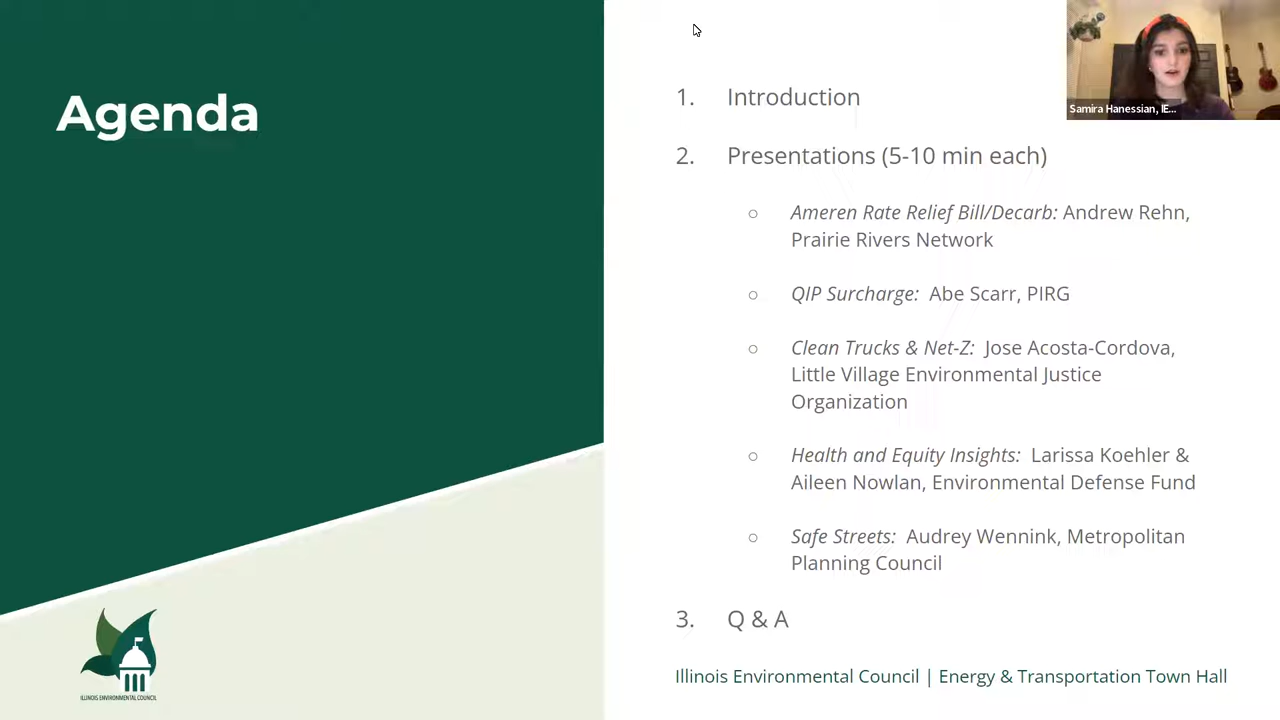 Agenda
1. Introduction
2. Presentations (5-10 min each)
○ Ameren Rate Relief Bill/Decarb: Andrew Rehn,
Prairie Rivers Network
○ QIP Surcharge: Abe Scarr, PIRG
○ Clean Trucks & Net-Z: Jose Acosta-Cordova,
Little Village Environmental Justice
Organization
○ Health and Equity Insights: Larissa Koehler &
Aileen Nowlan, Environmental Defense Fund
○ Safe Streets: Audrey Wennink, Metropolitan
Planning Council
3. Q & A
Illinois Environmental Council | Energy & Transportation Town Hall
Samira Hanessian, IE...
ILLINOIS ENVIRONMENTAL COUNCIL